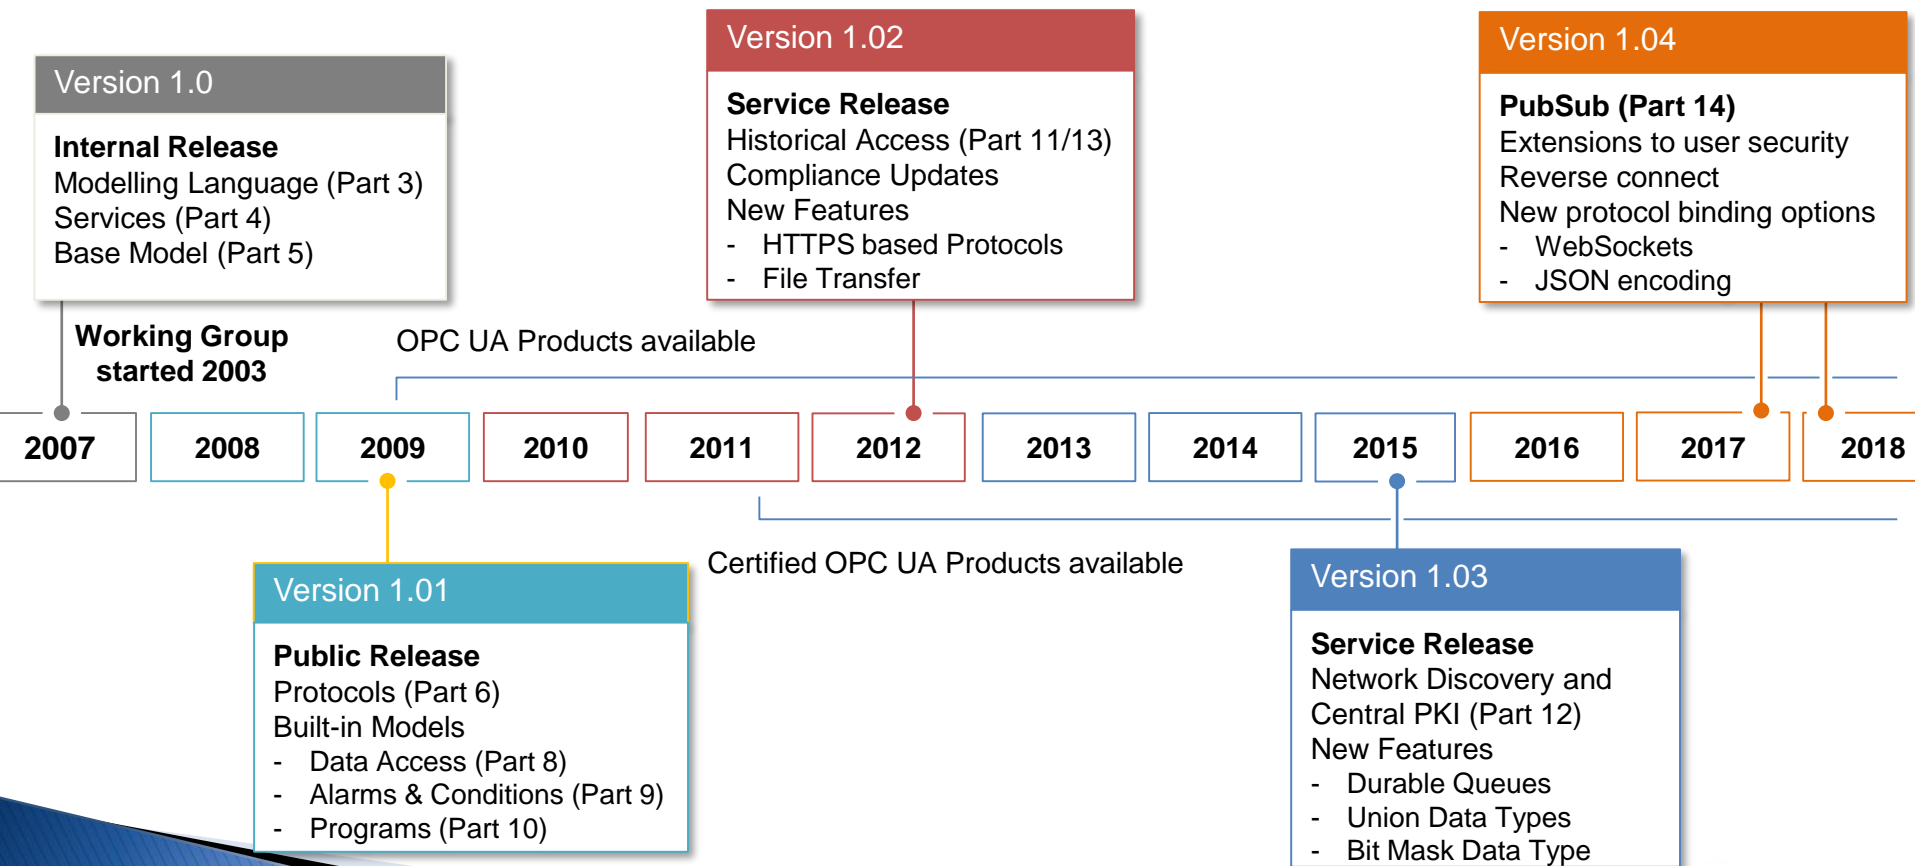 Version 1.0
Internal Release
Modelling Language (Part 3)
Services (Part 4)
Base Model (Part 5)
Version 1.02
Service Release
Historical Access (Part 11/13)
Compliance Updates
New Features
- HTTPS based Protocols
- File Transfer
Version 1.04
PubSub (Part 14)
Extensions to user security
Reverse connect
New protocol binding options
- WebSockets
- JSON encoding
Working Group
started 2003
OPC UA Products available
2007 2008 2009 2010 2011 2012 2013 2014 2015 2016 2017 2018
Certified OPC UA Products available
Version 1.01
Public Release
Protocols (Part 6)
Built-in Models
- Data Access (Part 8)
- Alarms & Conditions (Part 9)
- Programs (Part 10)
Version 1.03
Service Release
Network Discovery and
Central PKI (Part 12)
New Features
- Durable Queues
- Union Data Types
- Bit Mask Data Type